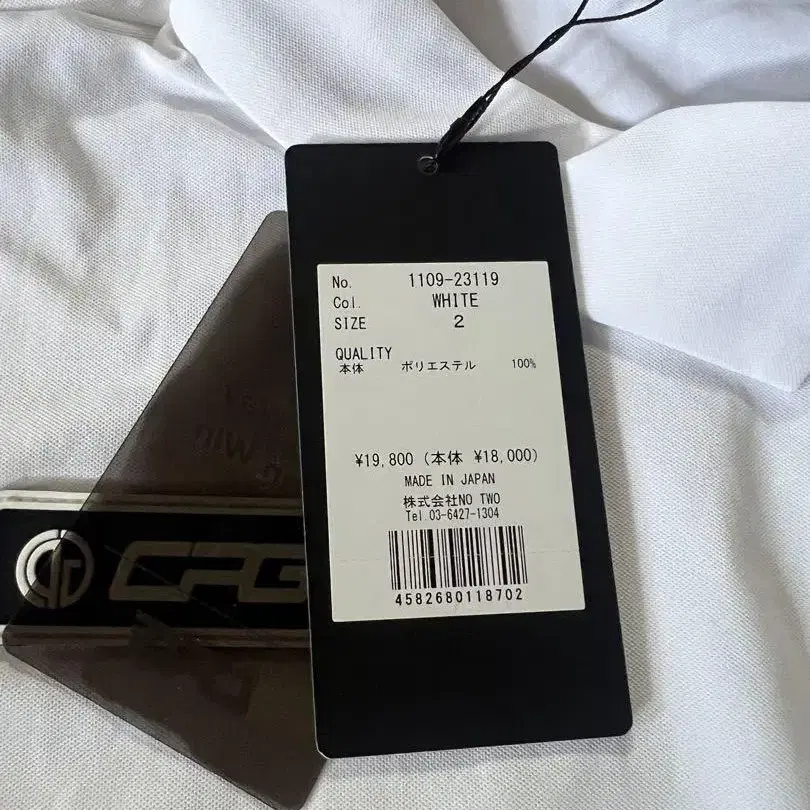 No. 1109-23119
Col. WHITE
SIZE 2
QUALITY
本体 ポリエステル 100%
¥19,800 (本体 ¥18,000)
MADE IN JAPAN
株式会社NO TWO
Tel.03-6427-1304
4582680118702
CPG